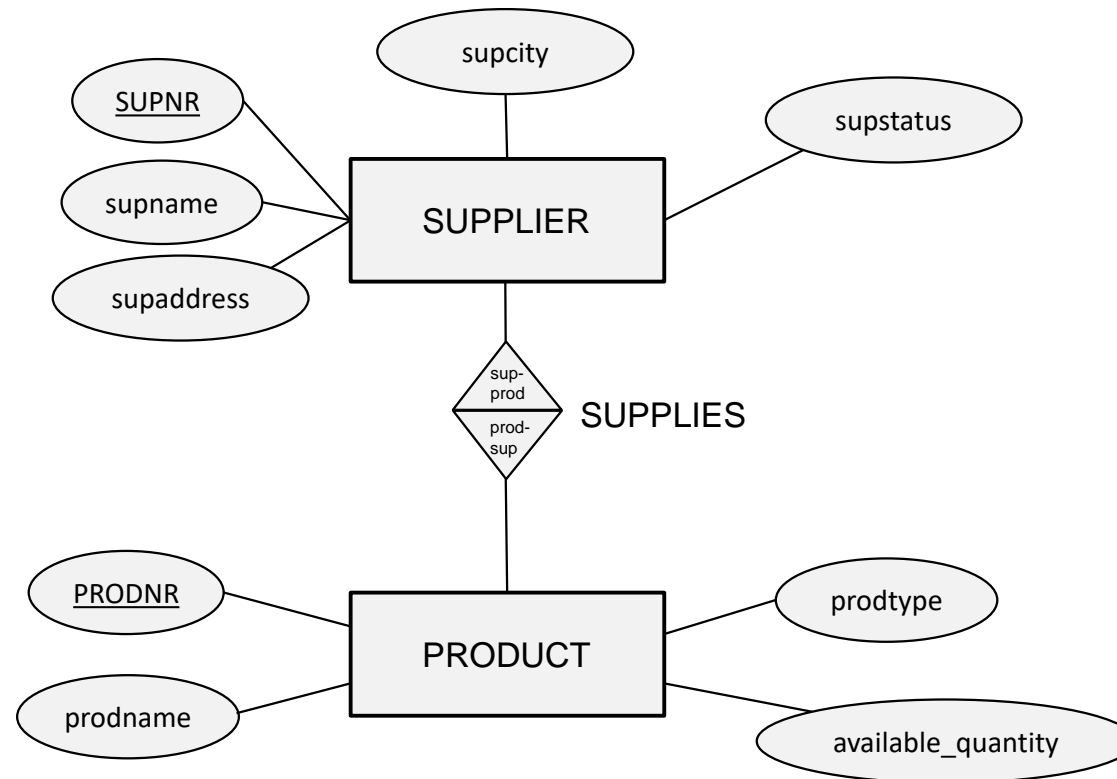 supcity
SUPNR
supstatus
supname
SUPPLIER
supaddress
sup-
prod
SUPPLIES
prod-
sup
PRODNR
prodtype
PRODUCT
prodname
available_quantity